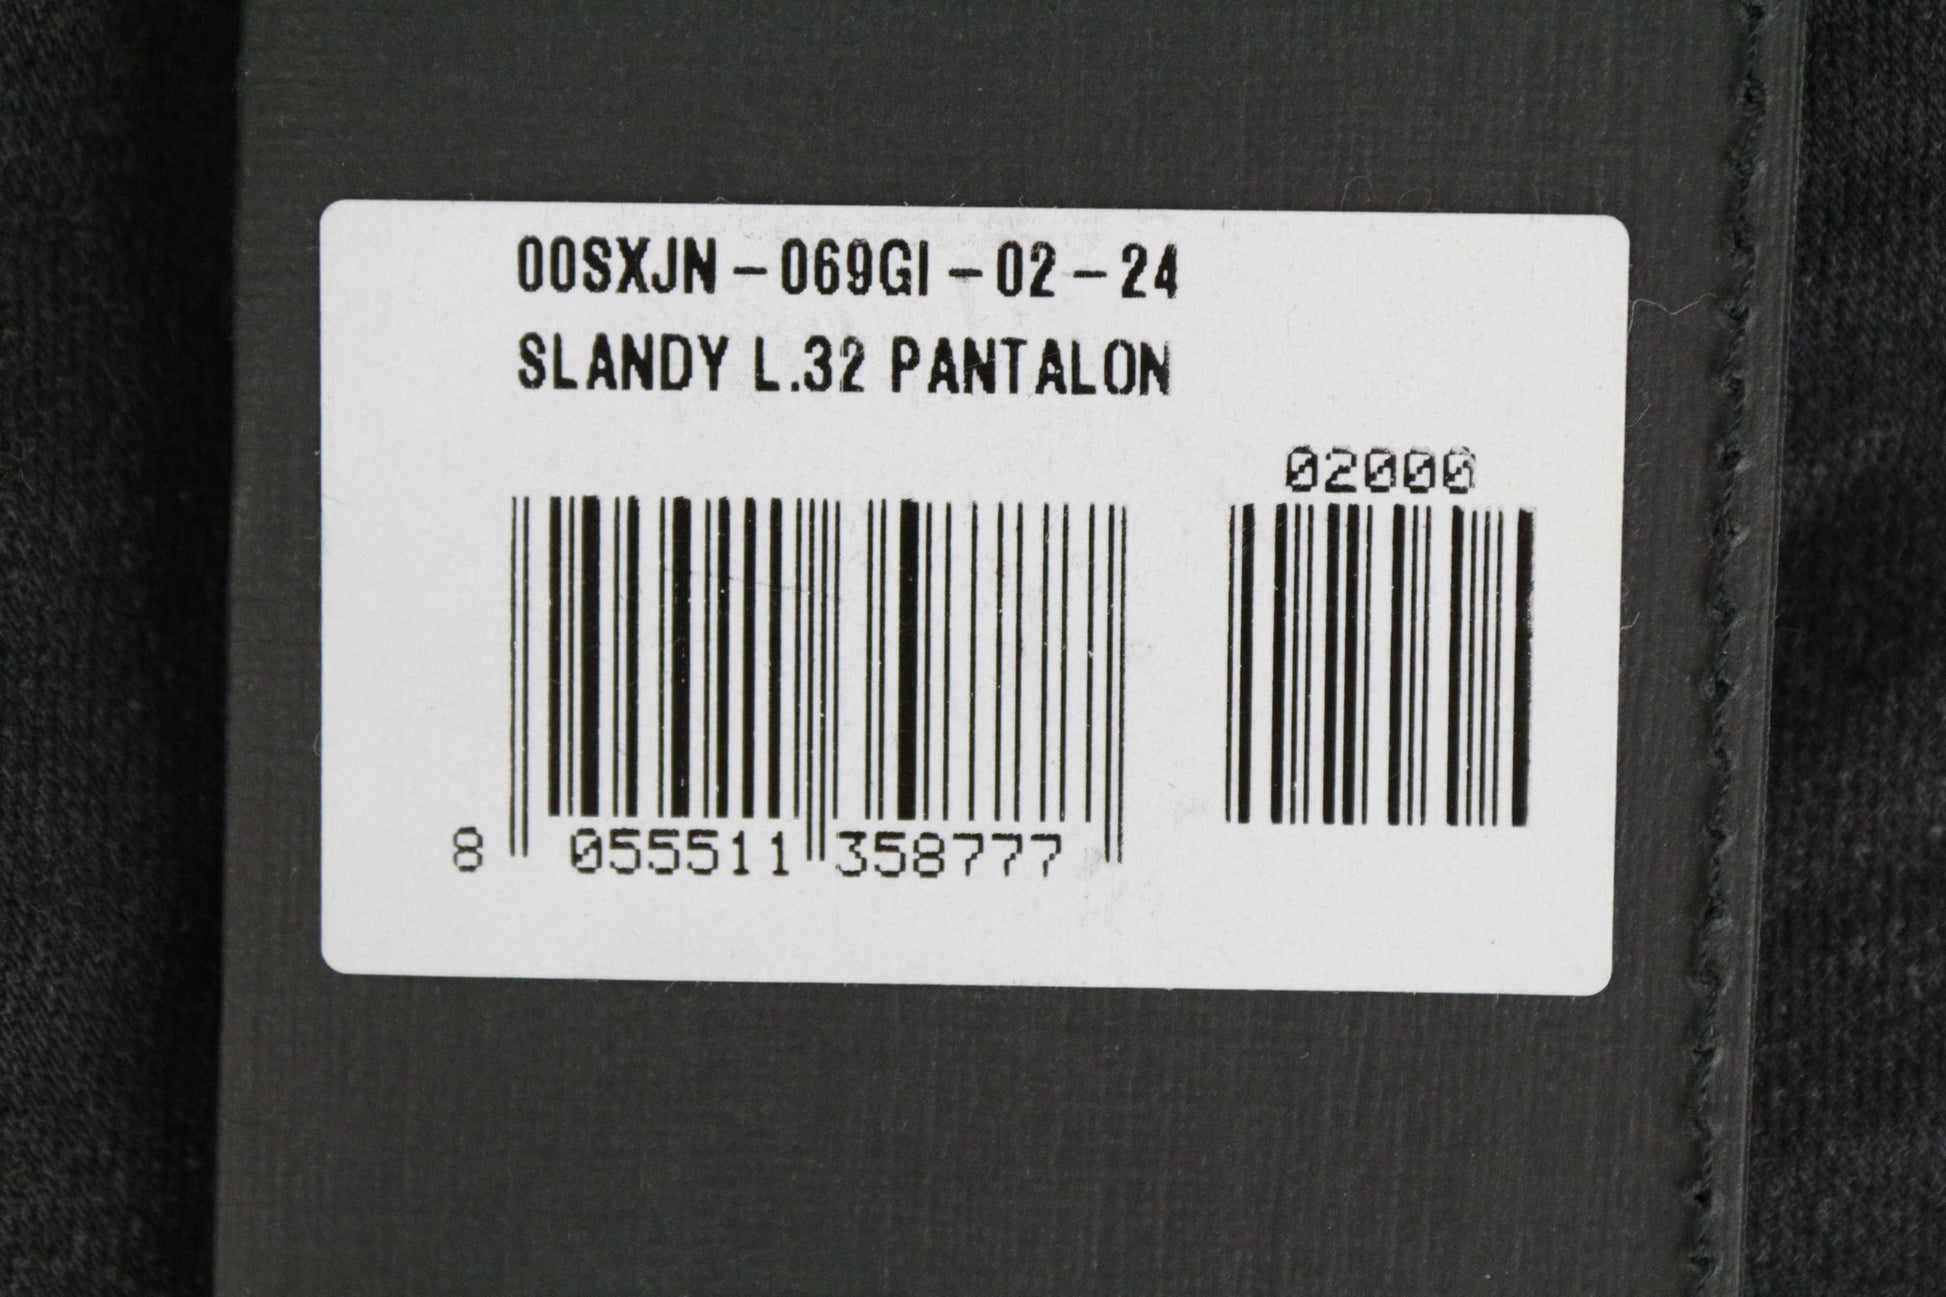 00SXJN-069GI-02-24
SLANDY L.32 PANTALON
02000
8 055511 358777